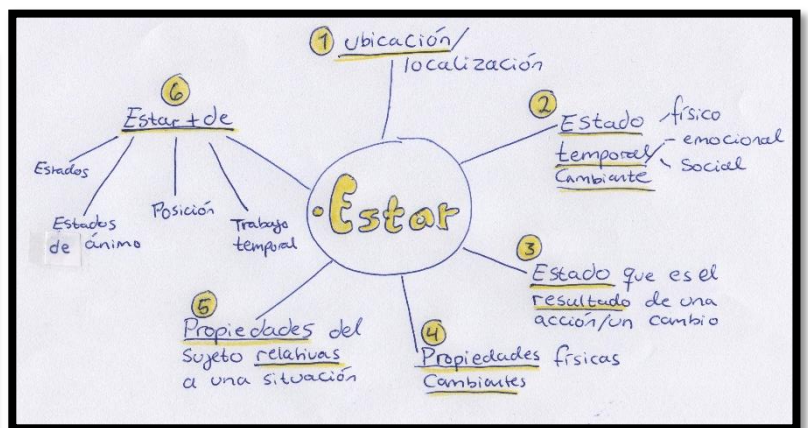 Estar
1 ubicación/
localización
2 Estado
temporal
Cambiante
físico
emocional
Social
3
Estado que es el
resultado de una
acción/un cambio
4
Propiedades físicas
Cambiantes
5
Propiedades del
sujeto relativas
a una situación
6
Estar + de
Estados
Estados
de ánimo
Posición
Trabajo
temporal